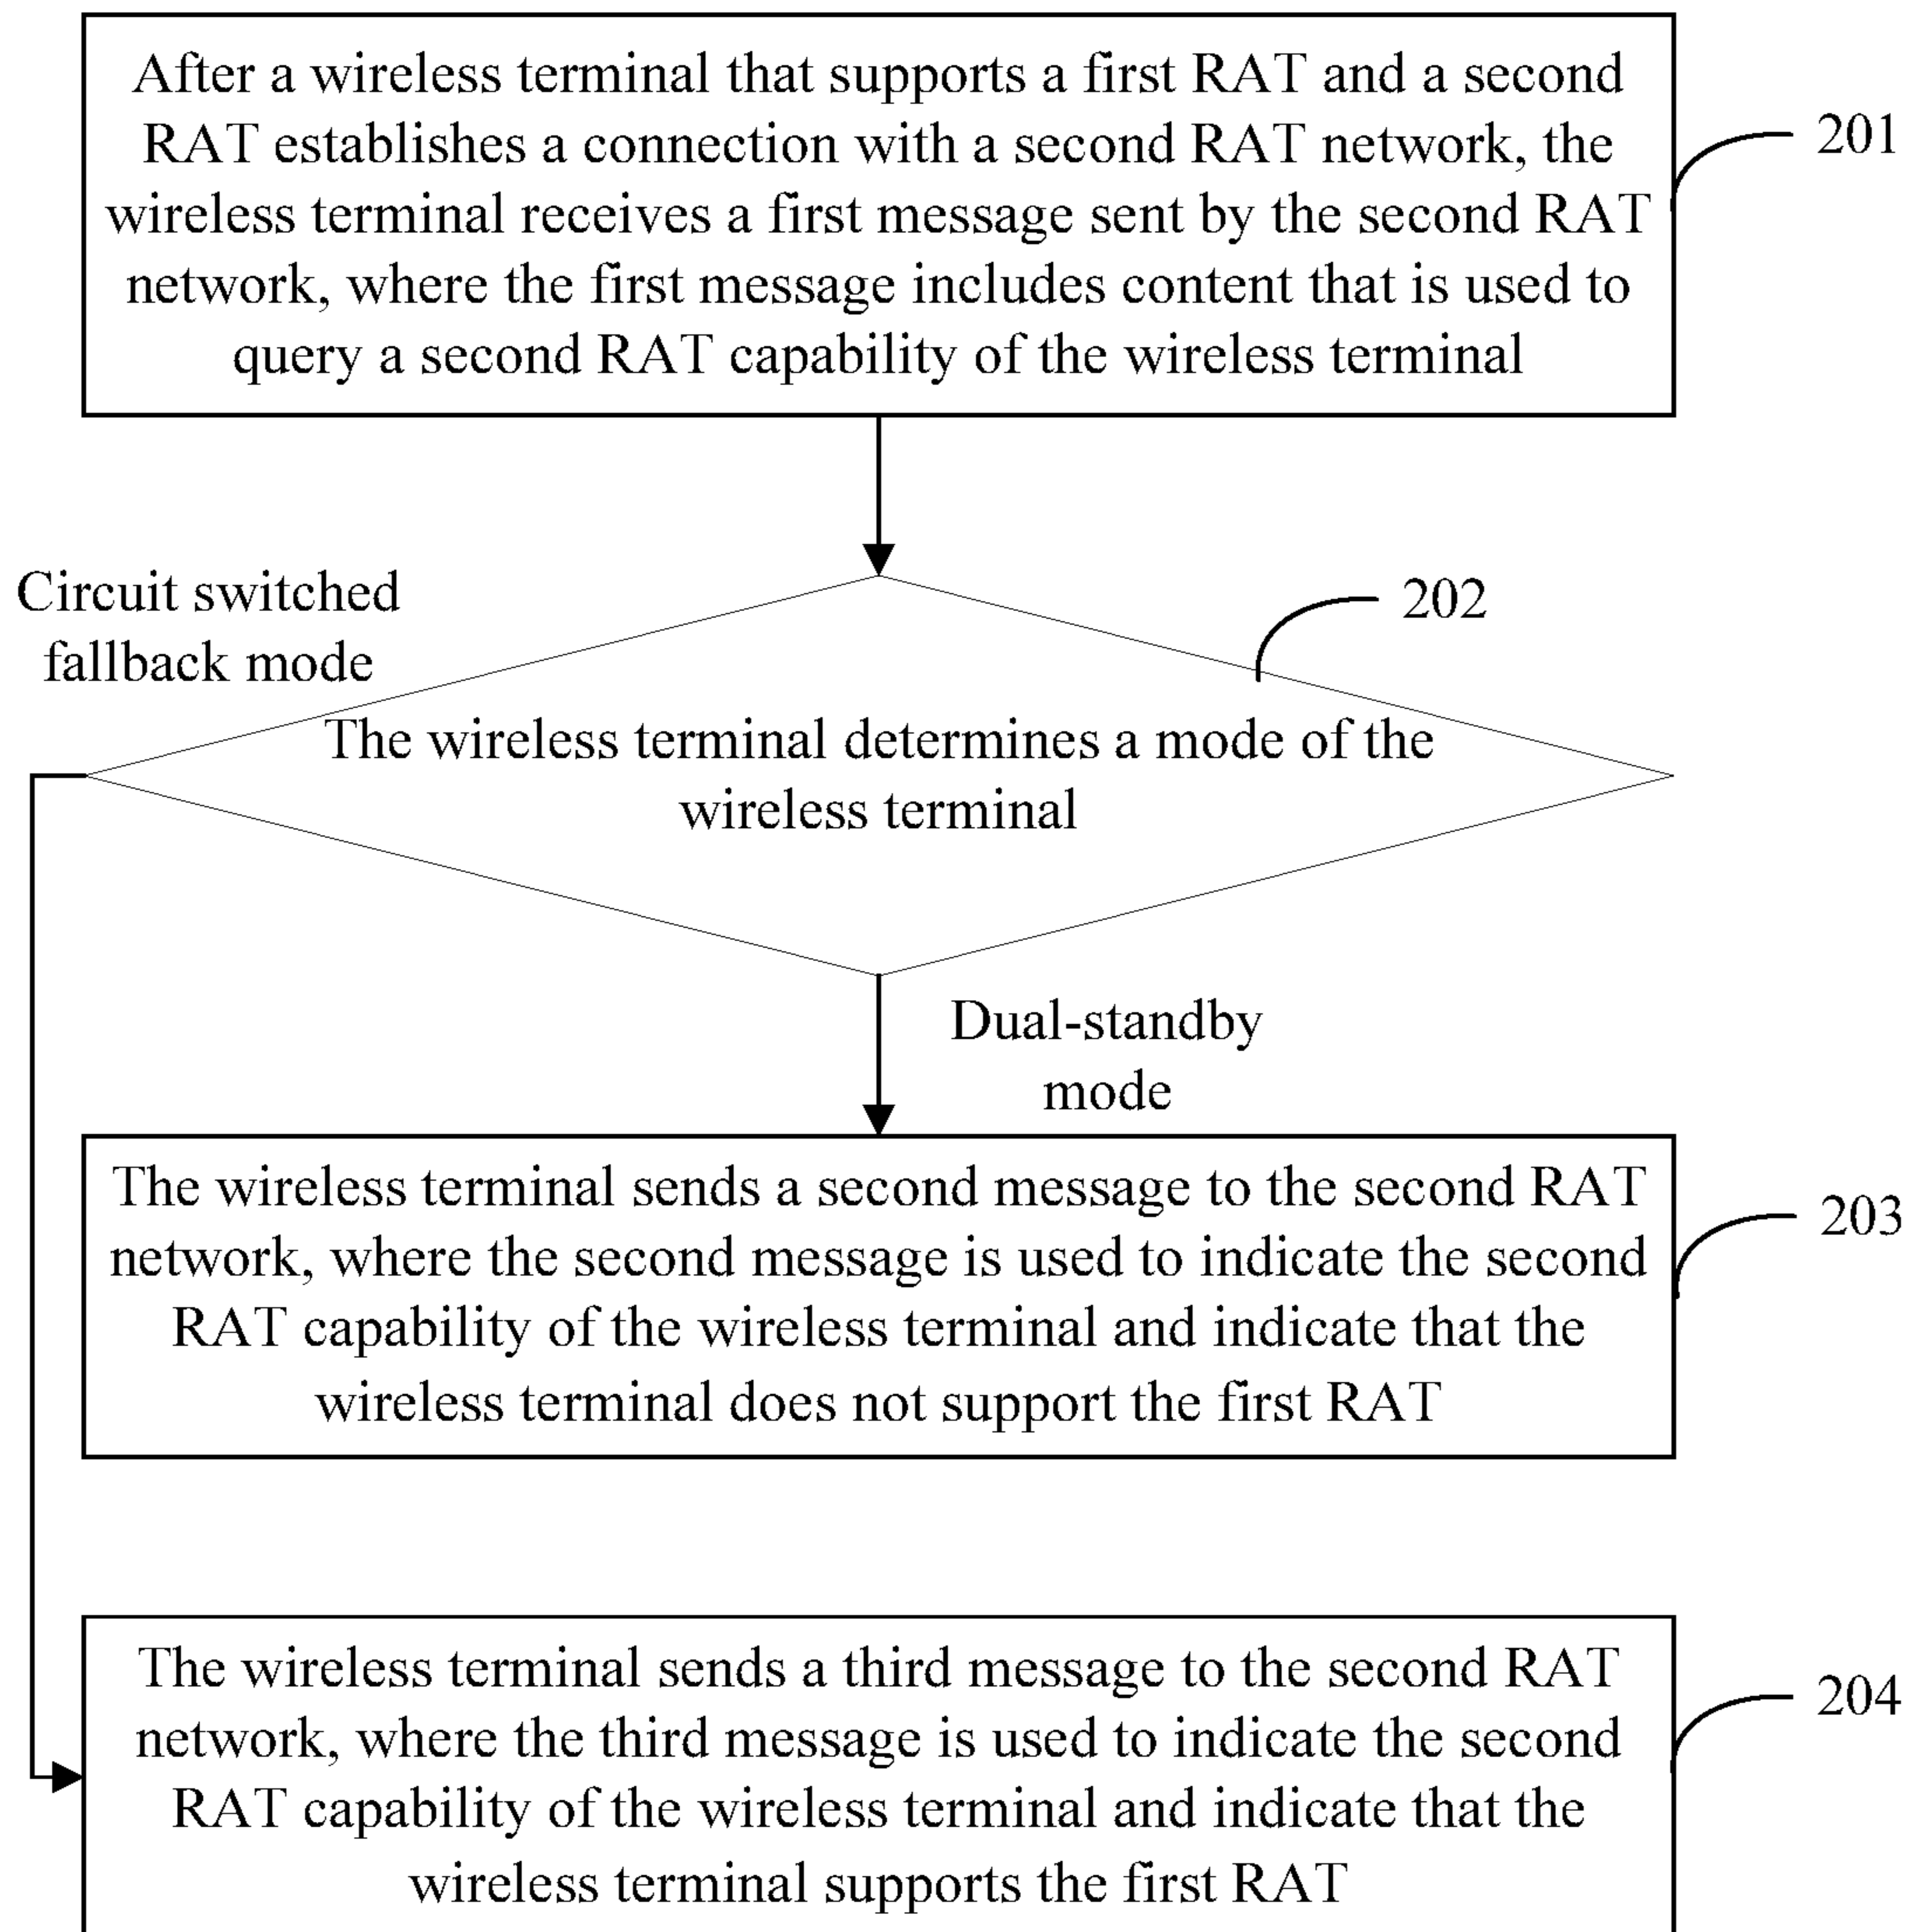 After a wireless terminal that supports a first RAT and a second
RAT establishes a connection with a second RAT network, the
wireless terminal receives a first message sent by the second RAT
network, where the first message includes content that is used to
query a second RAT capability of the wireless terminal
201
Circuit switched
fallback mode
202
The wireless terminal determines a mode of the
wireless terminal
Dual-standby
mode
The wireless terminal sends a second message to the second RAT
network, where the second message is used to indicate the second
RAT capability of the wireless terminal and indicate that the
wireless terminal does not support the first RAT
203
The wireless terminal sends a third message to the second RAT
network, where the third message is used to indicate the second
RAT capability of the wireless terminal and indicate that the
wireless terminal supports the first RAT
204